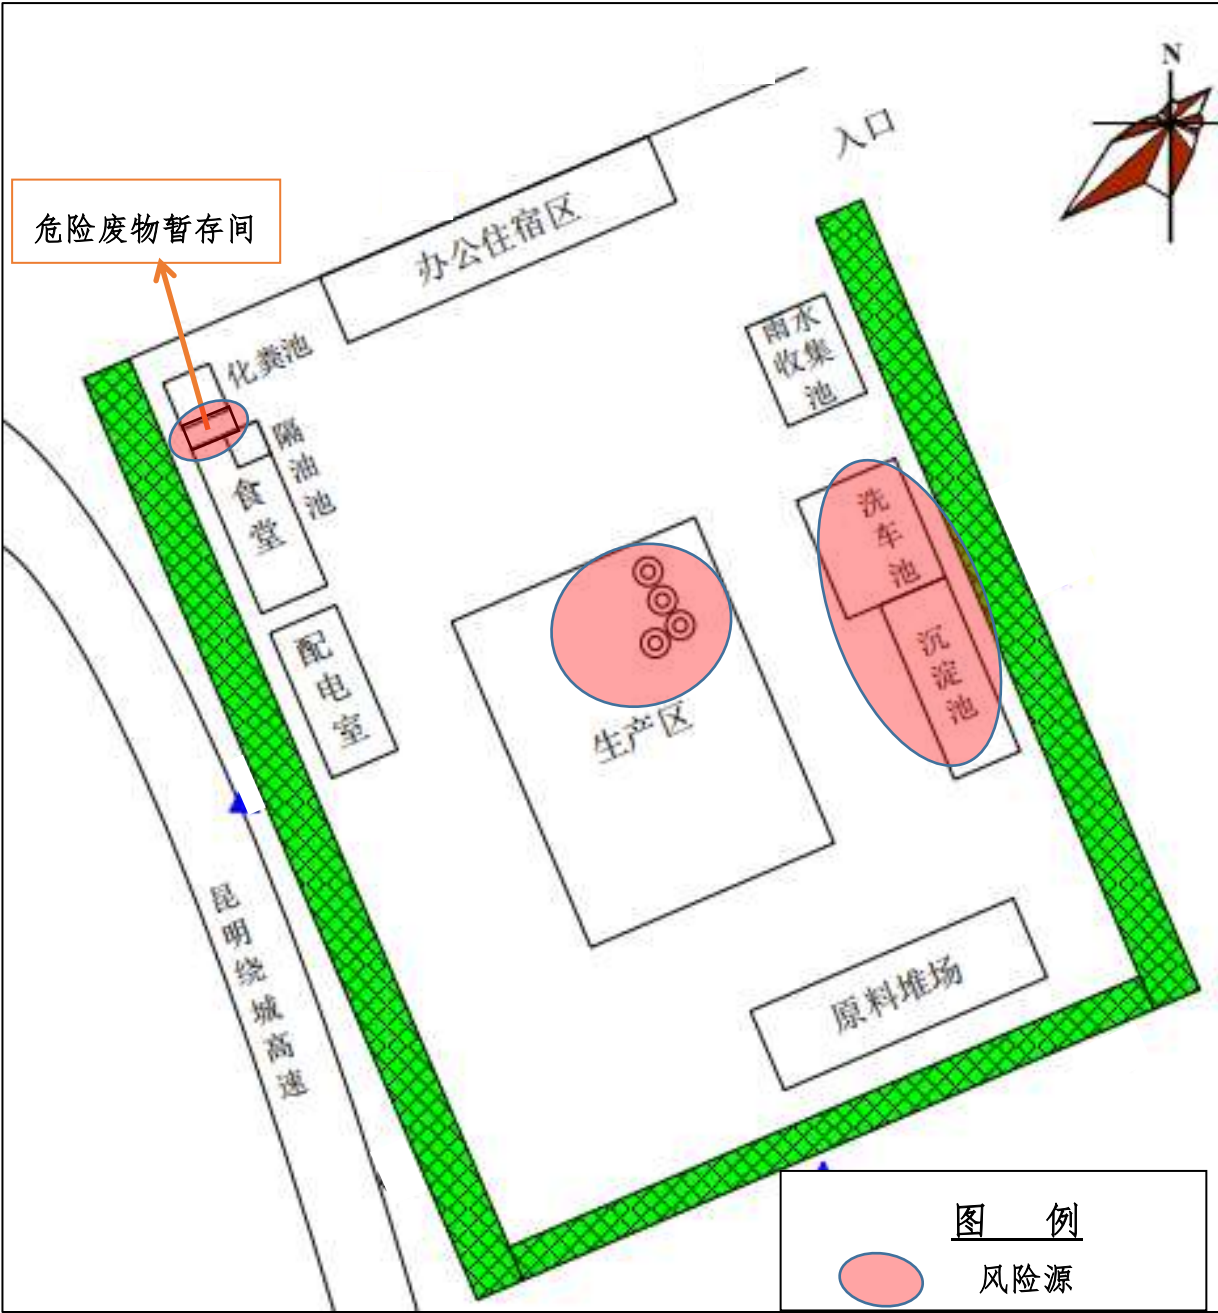 N
入口
危险废物暂存间
办公住宿区
化粪池
雨水
收集
池
隔油池
食堂
洗车池
配电室
沉淀池
生产区
昆明绕城高速
原料堆场
图 例
风险源